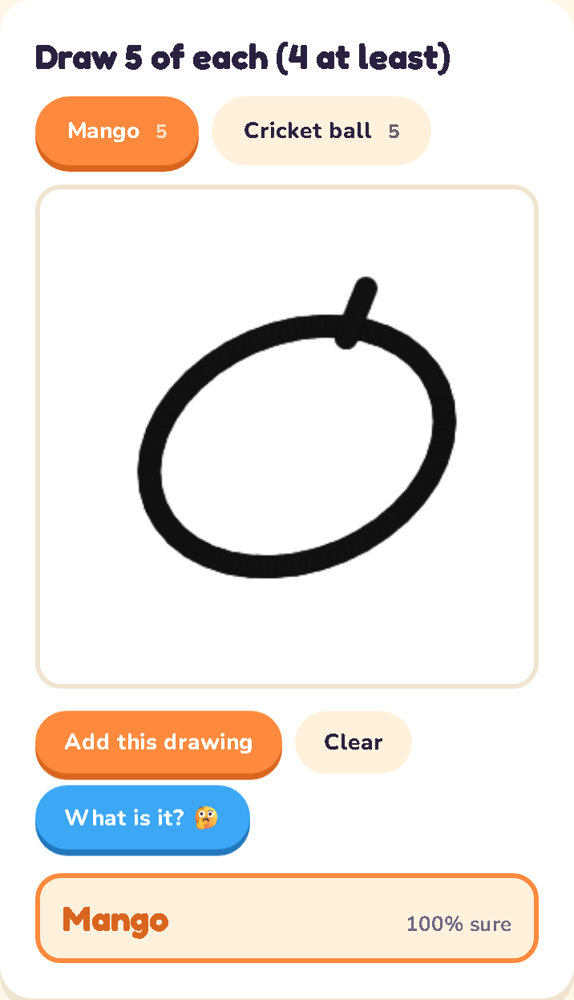 Draw 5 of each (4 at least)
Mango 5 Cricket ball 5
Add this drawing Clear
What is it? 🤔
Mango 100% sure